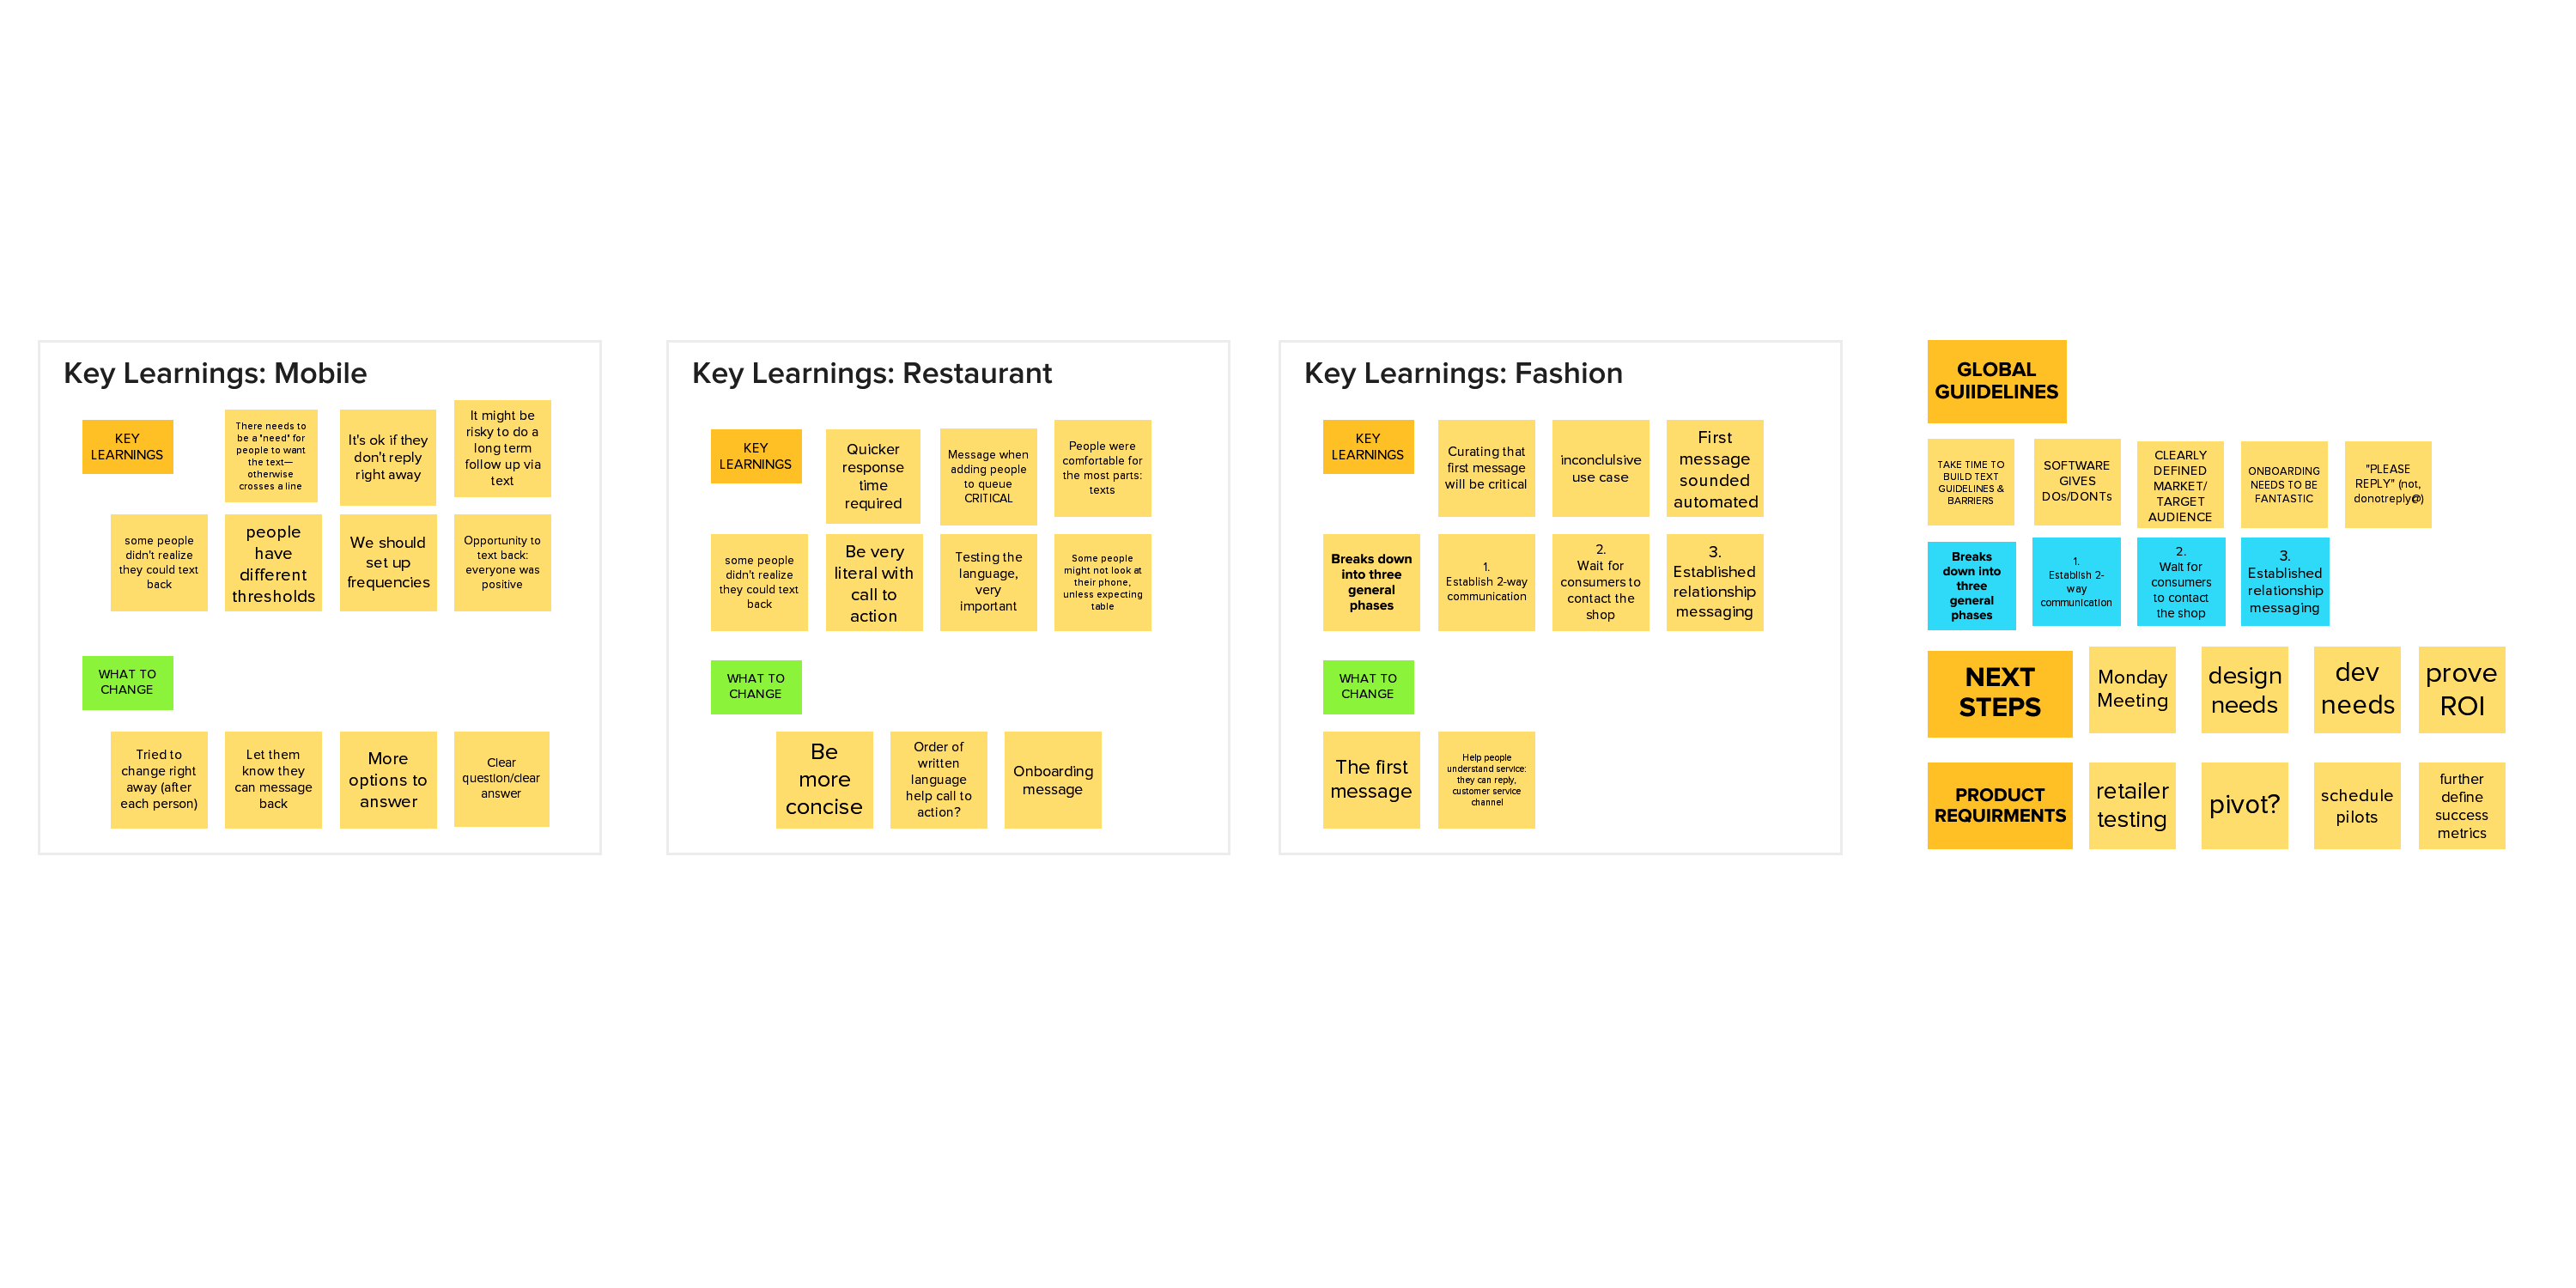 Key Learnings: Mobile
KEY
LEARNINGS
There needs to
be a "need" for
people to want
the text—
otherwise
crosses a line
It's ok if they
don't reply
right away
It might be
risky to do a
long term
follow up via
text
some people
didn't realize
they could text
back
people
have
different
thresholds
We should
set up
frequencies
Opportunity to
text back:
everyone was
positive
WHAT TO
CHANGE
Tried to
change right
away (after
each person)
Let them
know they
can message
back
More
options to
answer
Clear
question/clear
answer
Key Learnings: Restaurant
KEY
LEARNINGS
Quicker
response
time
required
Message when
adding people
to queue
CRITICAL
People were
comfortable for
the most parts:
texts
some people
didn't realize
they could text
back
Be very
literal with
call to
action
Testing the
language,
very
important
Some people
might not look at
their phone,
unless expecting
table
WHAT TO
CHANGE
Be
more
concise
Order of
written
language
help call to
action?
Onboarding
message
Key Learnings: Fashion
KEY
LEARNINGS
Curating that
first message
will be critical
inconclulsive
use case
First
message
sounded
automated
Breaks down
into three
general
phases
1.
Establish 2-way
communication
2.
Wait for
consumers to
contact the
shop
3.
Established
relationship
messaging
WHAT TO
CHANGE
The first
message
Help people
understand service:
they can reply,
customer service
channel
GLOBAL
GUIIDELINES
TAKE TIME TO
BUILD TEXT
GUIDELINES &
BARRIERS
SOFTWARE
GIVES
DOs/DONTs
CLEARLY
DEFINED
MARKET/
TARGET
AUDIENCE
ONBOARDING
NEEDS TO BE
FANTASTIC
"PLEASE
REPLY" (not,
donotreply@)
Breaks
down into
three
general
phases
1.
Establish 2-
way
communication
2.
Wait for
consumers
to contact
the shop
3.
Established
relationship
messaging
NEXT
STEPS
Monday
Meeting
design
needs
dev
needs
prove
ROI
PRODUCT
REQUIRMENTS
retailer
testing
pivot?
schedule
pilots
further
define
success
metrics